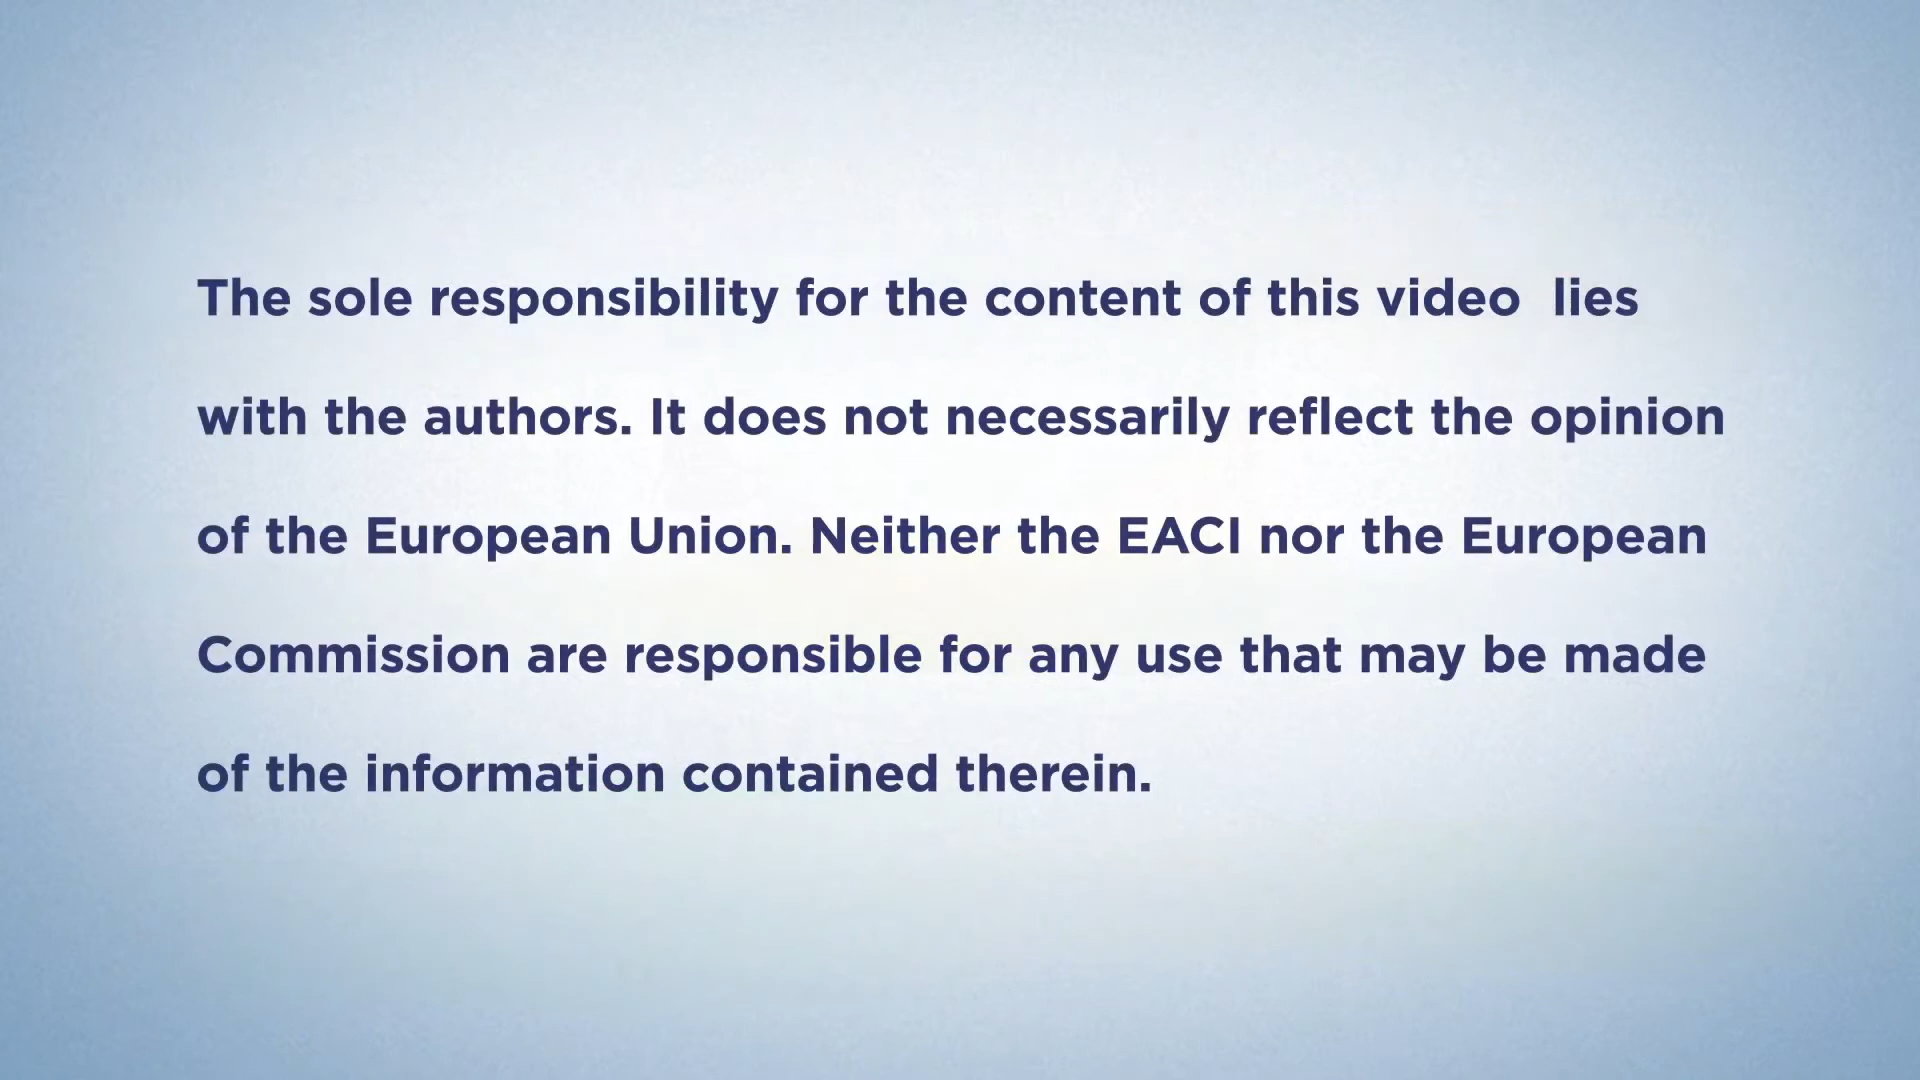 The sole responsibility for the content of this video  lies
with the authors. It does not necessarily reflect the opinion
of the European Union. Neither the EACI nor the European
Commission are responsible for any use that may be made
of the information contained therein.